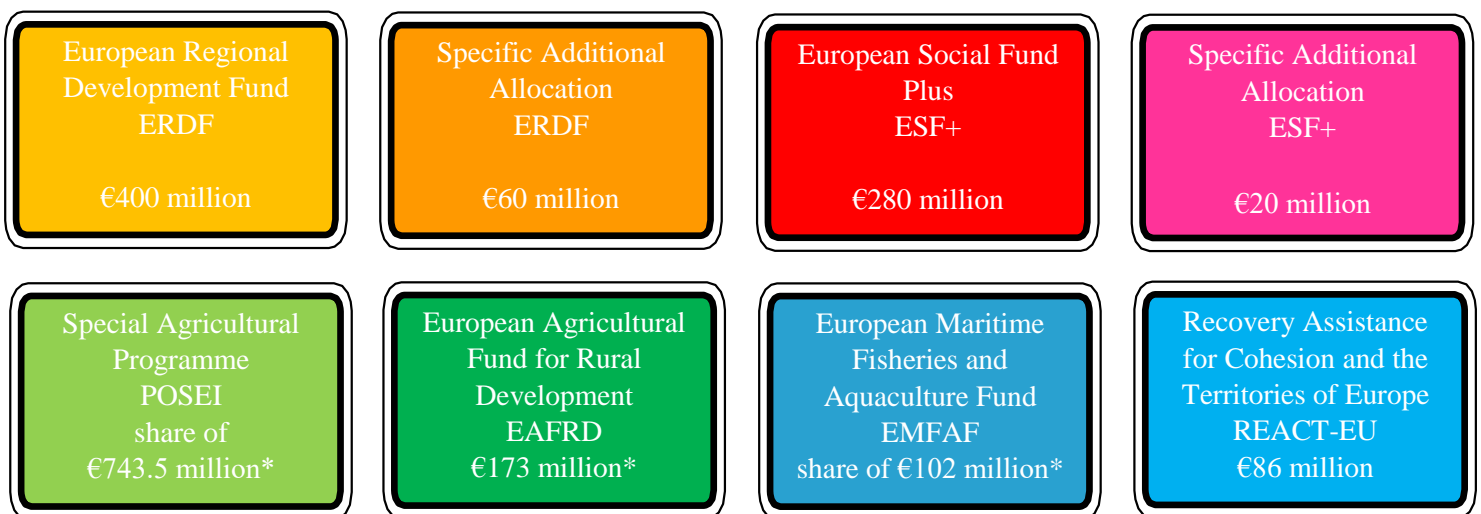 European Regional
Development Fund
ERDF
€400 million
Specific Additional
Allocation
ERDF
€60 million
European Social Fund
Plus
ESF+
€280 million
Specific Additional
Allocation
ESF+
€20 million
Special Agricultural
Programme
POSEI
share of
€743.5 million*
European Agricultural
Fund for Rural
Development
EAFRD
€173 million*
European Maritime
Fisheries and
Aquaculture Fund
EMFAF
share of €102 million*
Recovery Assistance
for Cohesion and the
Territories of Europe
REACT-EU
€86 million